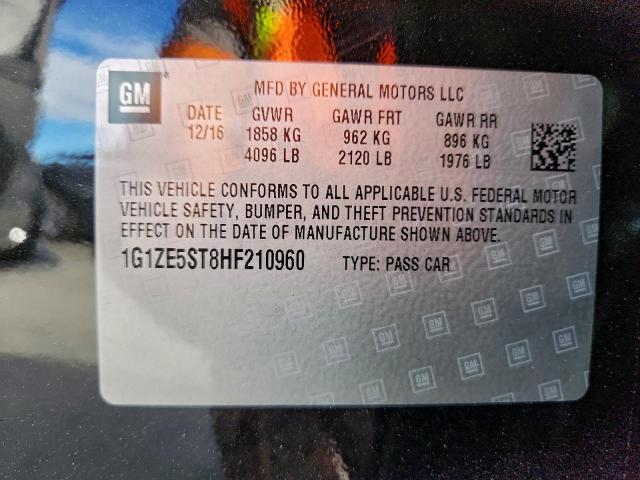 GM
MFD BY GENERAL MOTORS LLC
DATE GVWR GAWR FRT GAWR RR
12/16 1858 KG 962 KG 896 KG
4096 LB 2120 LB 1976 LB
THIS VEHICLE CONFORMS TO ALL APPLICABLE U.S. FEDERAL MOTOR
VEHICLE SAFETY, BUMPER, AND THEFT PREVENTION STANDARDS IN
EFFECT ON THE DATE OF MANUFACTURE SHOWN ABOVE.
1G1ZE5ST8HF210960 TYPE: PASS CAR